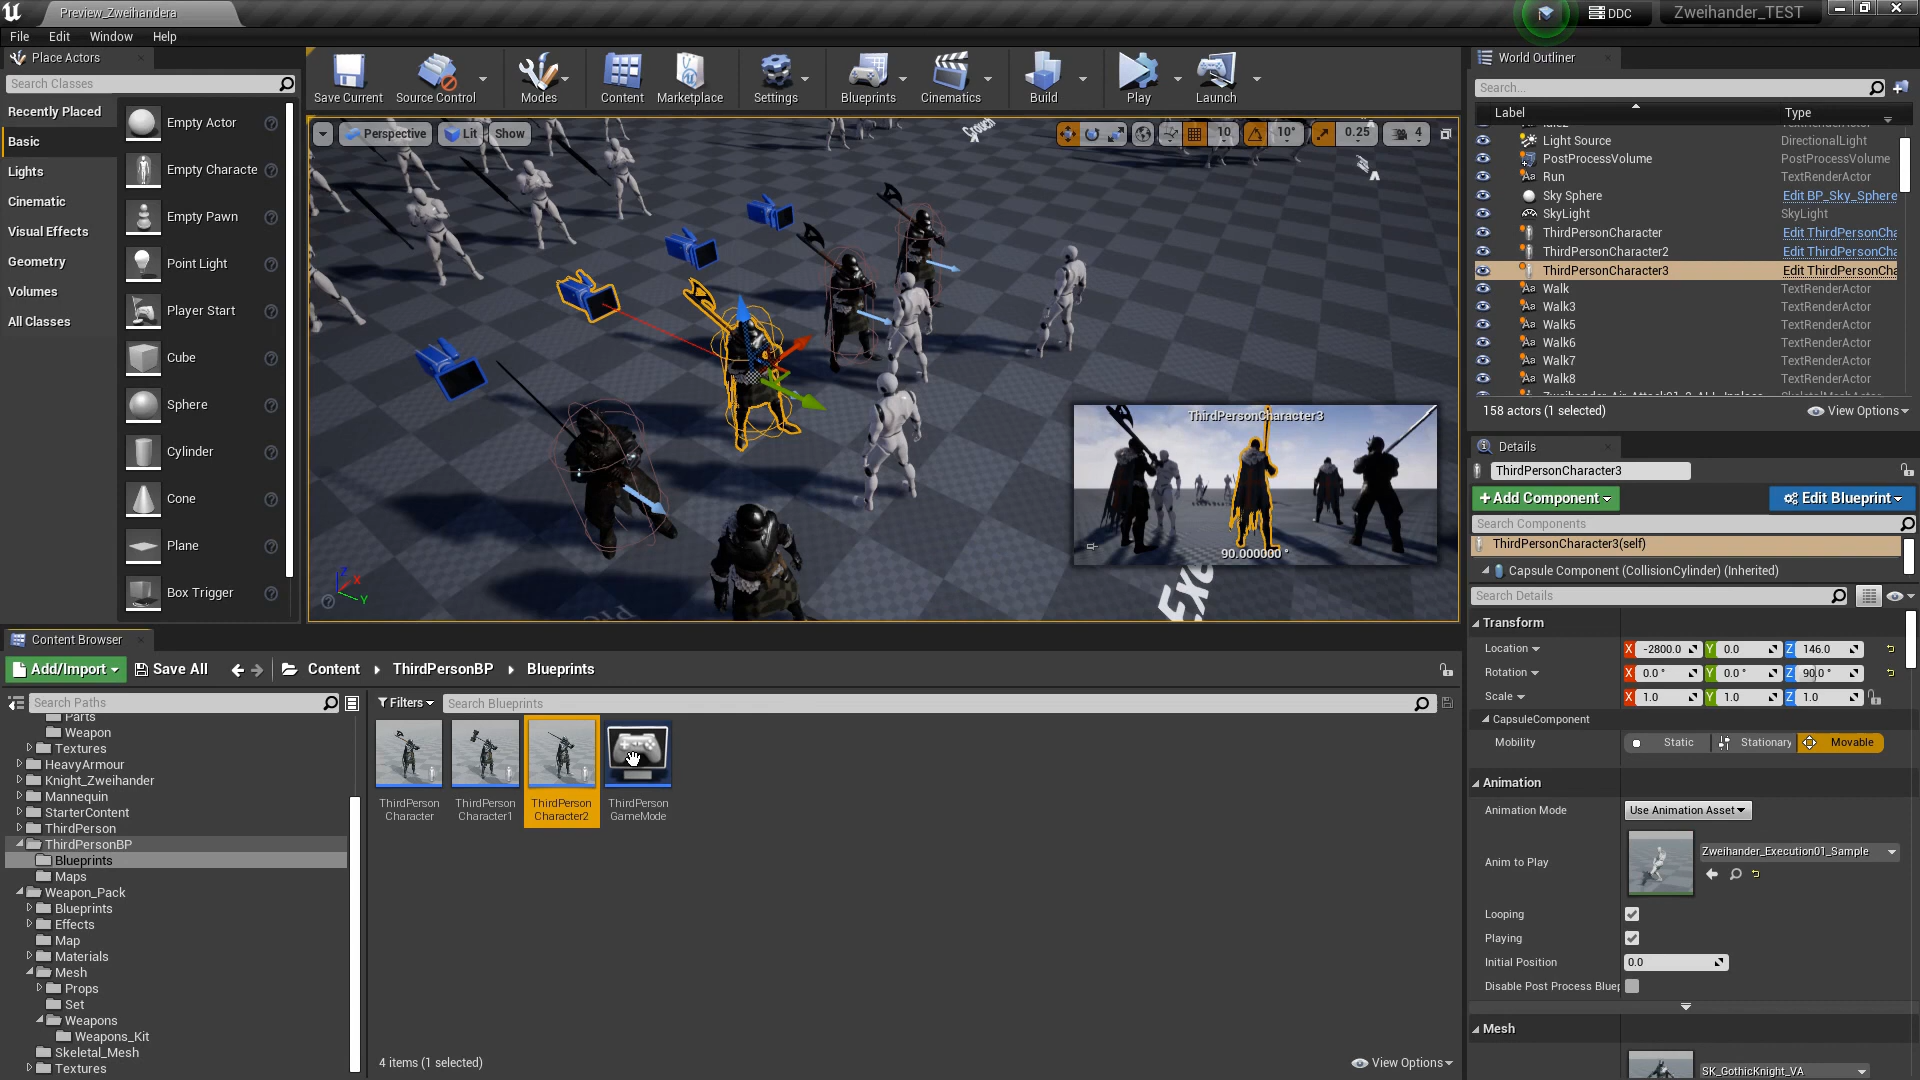 Preview_Zweihandera
DDC
Zweihander_TEST
File
Edit
Window
Help
Place Actors
Search Classes
Recently Placed
Basic
Lights
Cinematic
Visual Effects
Geometry
Volumes
All Classes
Empty Actor
Empty Characte
Empty Pawn
Point Light
Player Start
Cube
Sphere
Cylinder
Cone
Plane
Box Trigger
Save Current
Source Control
Modes
Content
Marketplace
Settings
Blueprints
Cinematics
Build
Play
Launch
Perspective
Lit
Show
10
10°
0.25
4
Crouch
ThirdPersonCharacter3
90.000000 °
Z
X
Y
World Outliner
Search...
Label
Type
Light Source
DirectionalLight
PostProcessVolume
PostProcessVolume
Run
TextRenderActor
Sky Sphere
Edit BP_Sky_Sphere
SkyLight
SkyLight
ThirdPersonCharacter
Edit ThirdPersonCha
ThirdPersonCharacter2
Edit ThirdPersonCha
ThirdPersonCharacter3
Edit ThirdPersonCha
Walk
TextRenderActor
Walk3
TextRenderActor
Walk5
TextRenderActor
Walk6
TextRenderActor
Walk7
TextRenderActor
Walk8
TextRenderActor
158 actors (1 selected)
View Options
Details
ThirdPersonCharacter3
+Add Component
Edit Blueprint
Search Components
ThirdPersonCharacter3(self)
Capsule Component (CollisionCylinder) (Inherited)
Search Details
Transform
Location
X
-2800.0
Y
0.0
Z
146.0
Rotation
X
0.0 °
Y
0.0 °
Z
90.0 °
Scale
X
1.0
Y
1.0
Z
1.0
CapsuleComponent
Mobility
Static
Stationary
Movable
Animation
Animation Mode
Use Animation Asset
Anim to Play
Zweihander_Execution01_Sample
Looping
Playing
Initial Position
0.0
Disable Post Process Bluep
Mesh
SK_GothicKnight_VA
Content Browser
Add/Import
Save All
Content
ThirdPersonBP
Blueprints
Search Paths
Filters
Search Blueprints
Parts
Weapon
Textures
HeavyArmour
Knight_Zweihander
Mannequin
StarterContent
ThirdPerson
ThirdPersonBP
Blueprints
Maps
Weapon_Pack
Blueprints
Effects
Map
Materials
Mesh
Props
Set
Weapons
Weapons_Kit
Skeletal_Mesh
Textures
ThirdPerson
Character
ThirdPerson
Character1
ThirdPerson
Character2
ThirdPerson
GameMode
4 items (1 selected)
View Options